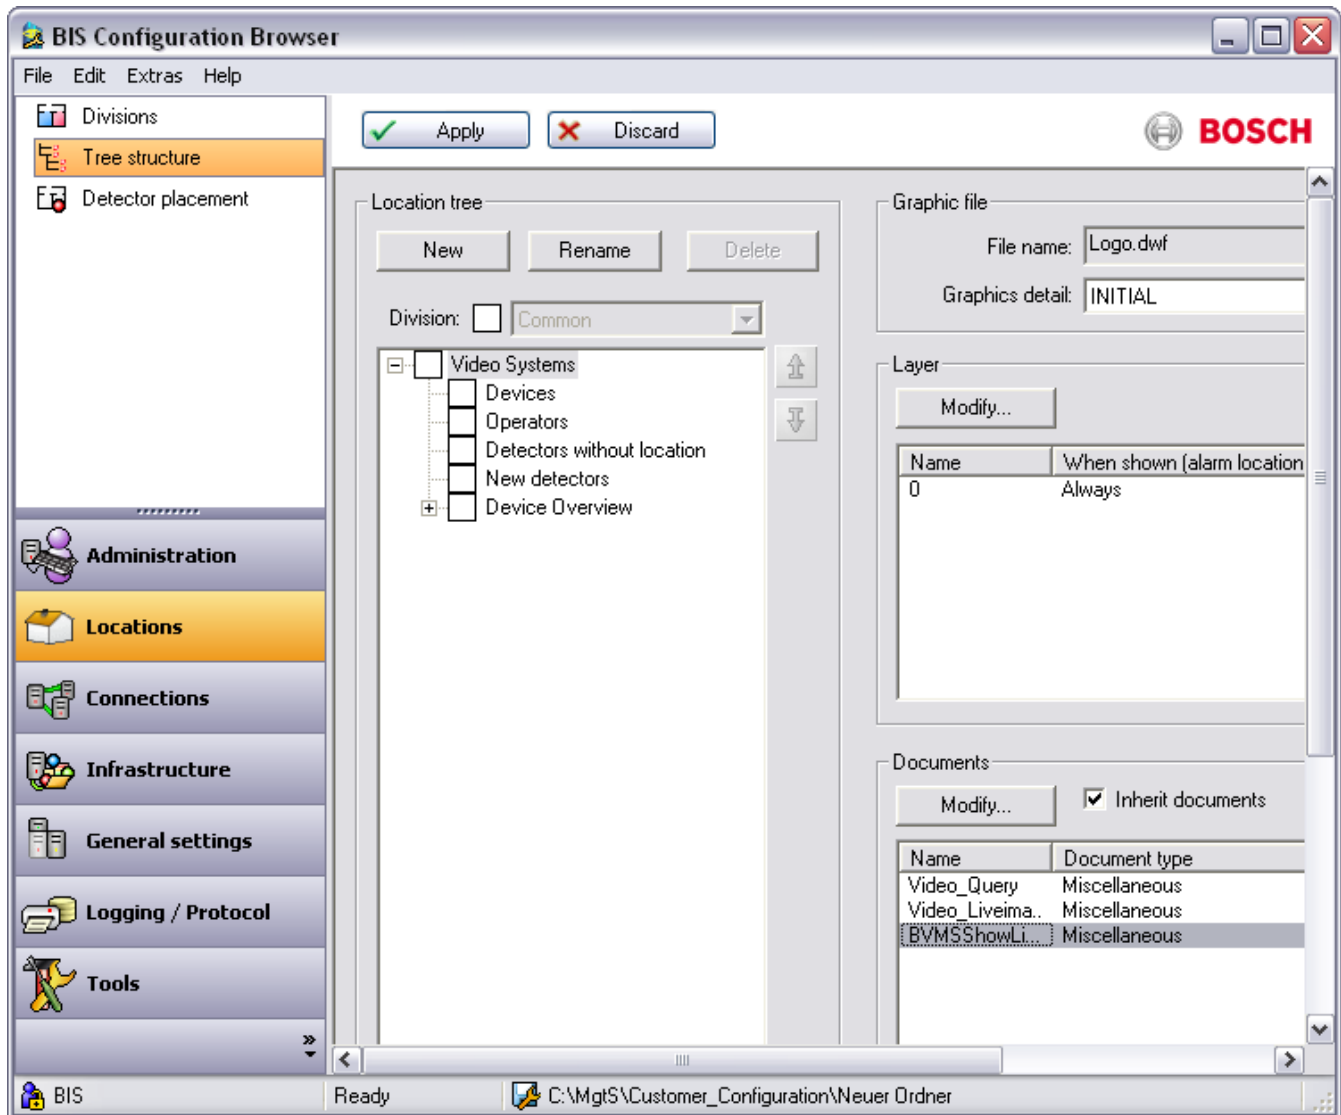 BIS Configuration Browser
File Edit Extras Help
Divisions
Tree structure
Detector placement
Apply
Discard
BOSCH
Location tree
New
Rename
Delete
Division:
Common
Video Systems
Devices
Operators
Detectors without location
New detectors
Device Overview
Graphic file
File name: Logo.dwf
Graphics detail: INITIAL
Layer
Modify...
Name When shown (alarm location
0 Always
Documents
Modify...
Inherit documents
Name Document type
Video_Query Miscellaneous
Video_Liveima.. Miscellaneous
BVMSShowLi... Miscellaneous
Administration
Locations
Connections
Infrastructure
General settings
Logging / Protocol
Tools
»
BIS
Ready
C:\MgtS\Customer_Configuration\Neuer Ordner